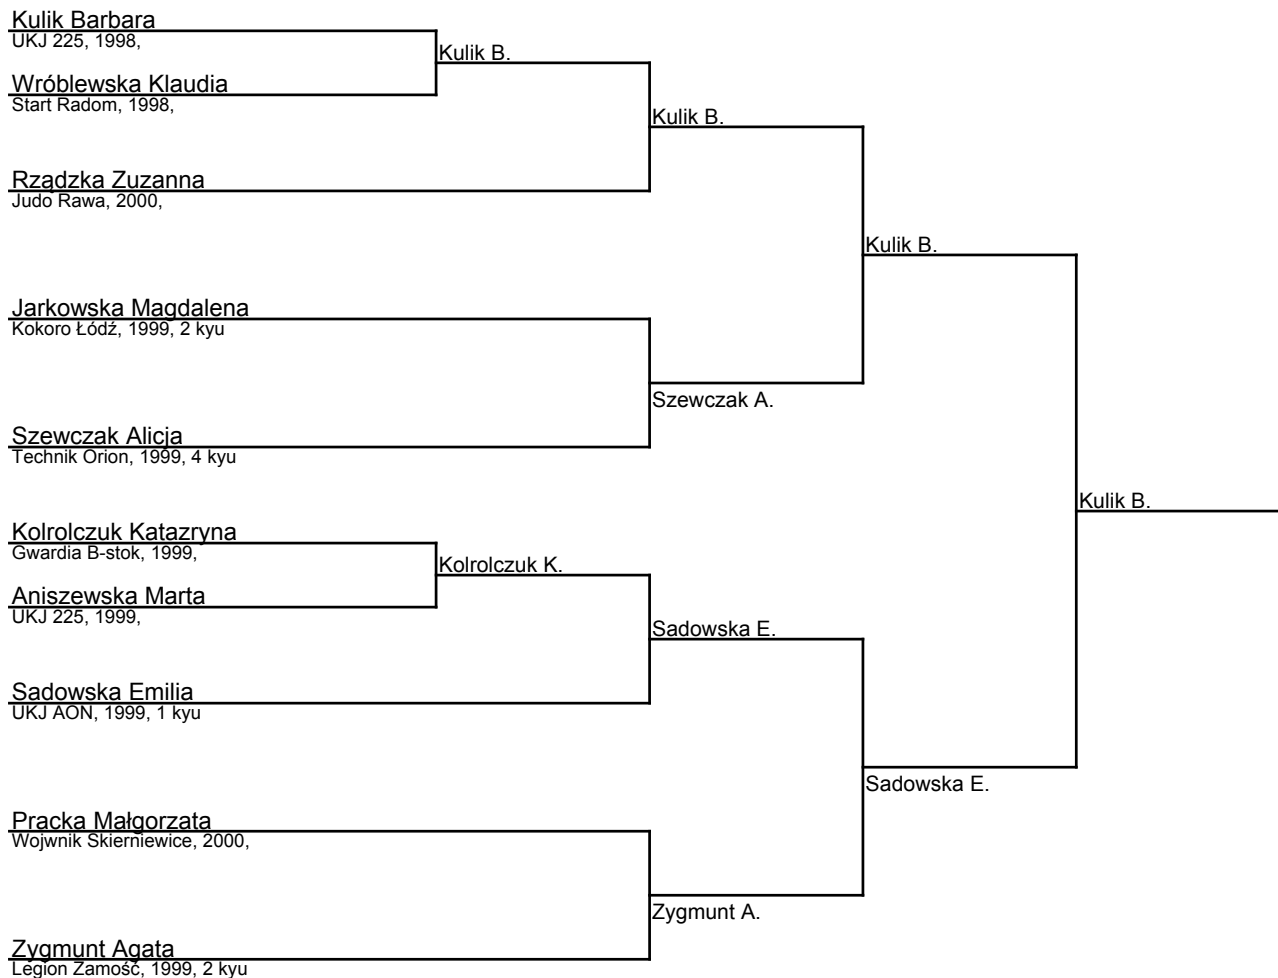 Kulik Barbara
UKJ 225, 1998,
Kulik B.
Wróblewska Klaudia
Start Radom, 1998,
Kulik B.
Rządzka Zuzanna
Judo Rawa, 2000,
Kulik B.
Jarkowska Magdalena
Kokoro Łódź, 1999, 2 kyu
Szewczak A.
Szewczak Alicja
Technik Orion, 1999, 4 kyu
Kulik B.
Kolrolczuk Katazryna
Gwardia B-stok, 1999,
Kolrolczuk K.
Aniszewska Marta
UKJ 225, 1999,
Sadowska E.
Sadowska Emilia
UKJ AON, 1999, 1 kyu
Sadowska E.
Pracka Małgorzata
Wojwnik Skierniewice, 2000,
Zygmunt A.
Zygmunt Agata
Legion Zamość, 1999, 2 kyu